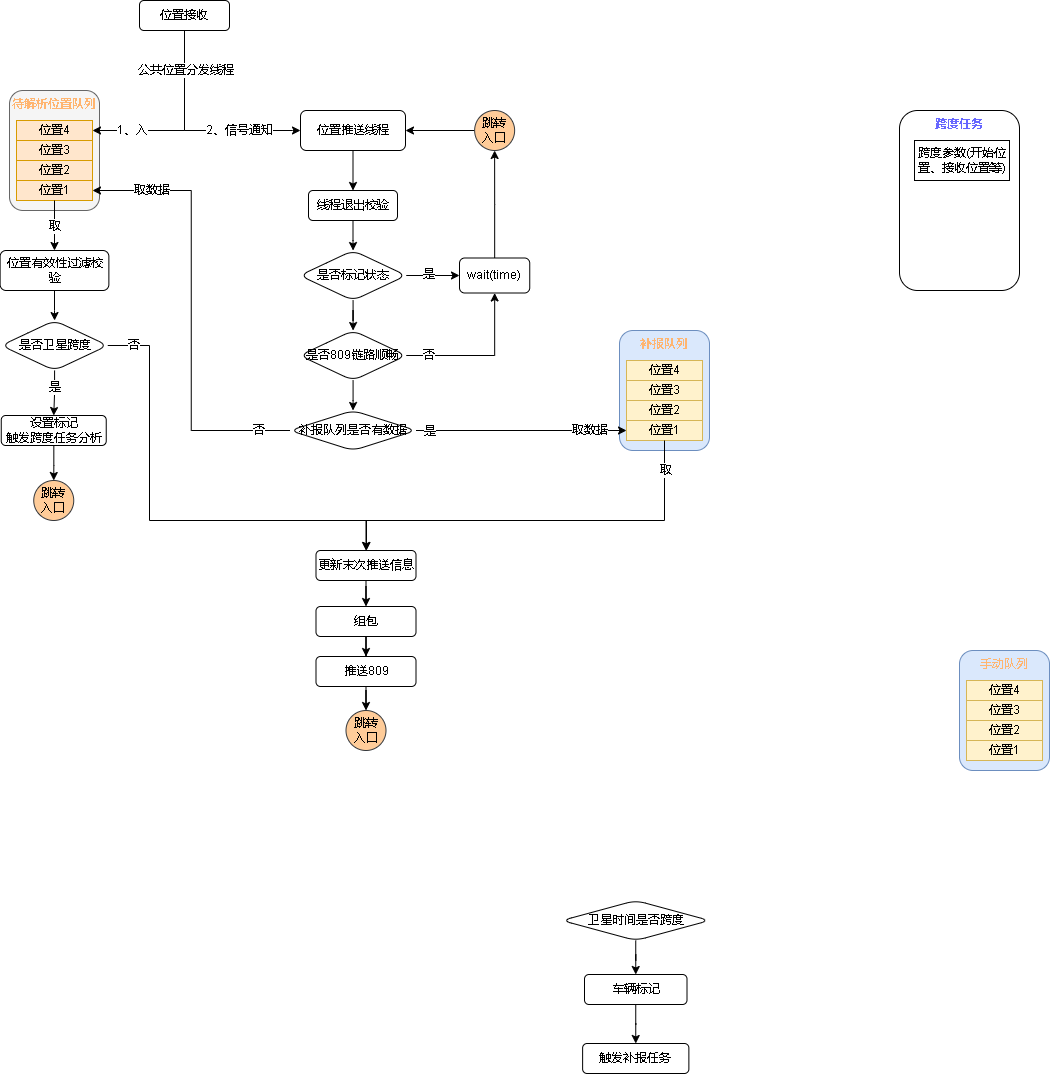 位置接收
公共位置分发线程
待解析位置队列
位置4
位置3
位置2
位置1
1、入
2、信号通知
位置推送线程
跳转
入口
跨度任务
跨度参数(开始位
置、接收位置等)
取数据
线程退出校验
取
位置有效性过滤校
验
是否标记状态
是
wait(time)
是否卫星跨度
否
是否809链路顺畅
否
补报队列
位置4
位置3
位置2
位置1
是
设置标记
触发跨度任务分析
否
补报队列是否有数据
是
取数据
取
跳转
入口
更新末次推送信息
组包
推送809
跳转
入口
手动队列
位置4
位置3
位置2
位置1
卫星时间是否跨度
车辆标记
触发补报任务